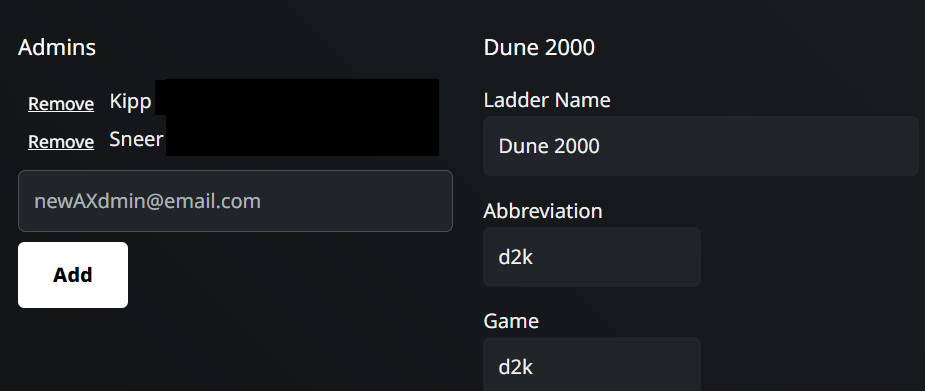 Admins
Remove Kipp
Remove Sneer
newAXdmin@email.com
Add
Dune 2000
Ladder Name
Dune 2000
Abbreviation
d2k
Game
d2k